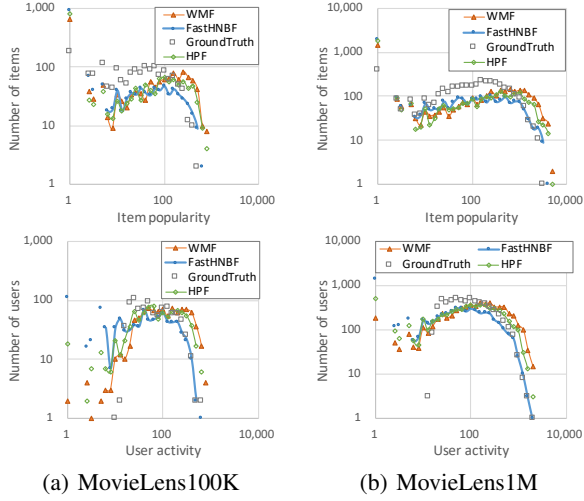 Number of items
1,000
100
10
1
WMF
FastHNBF
GroundTruth
HPF
1
100
10,000
Item popularity
Number of items
10,000
1,000
100
10
1
WMF
FastHNBF
GroundTruth
HPF
1
100
10,000
Item popularity
Number of users
1,000
100
10
1
WMF
FastHNBF
GroundTruth
HPF
1
100
10,000
User activity
Number of users
10,000
1,000
100
10
1
WMF FastHNBF
GroundTruth HPF
1
100
10,000
User activity
(a) MovieLens100K
(b) MovieLens1M